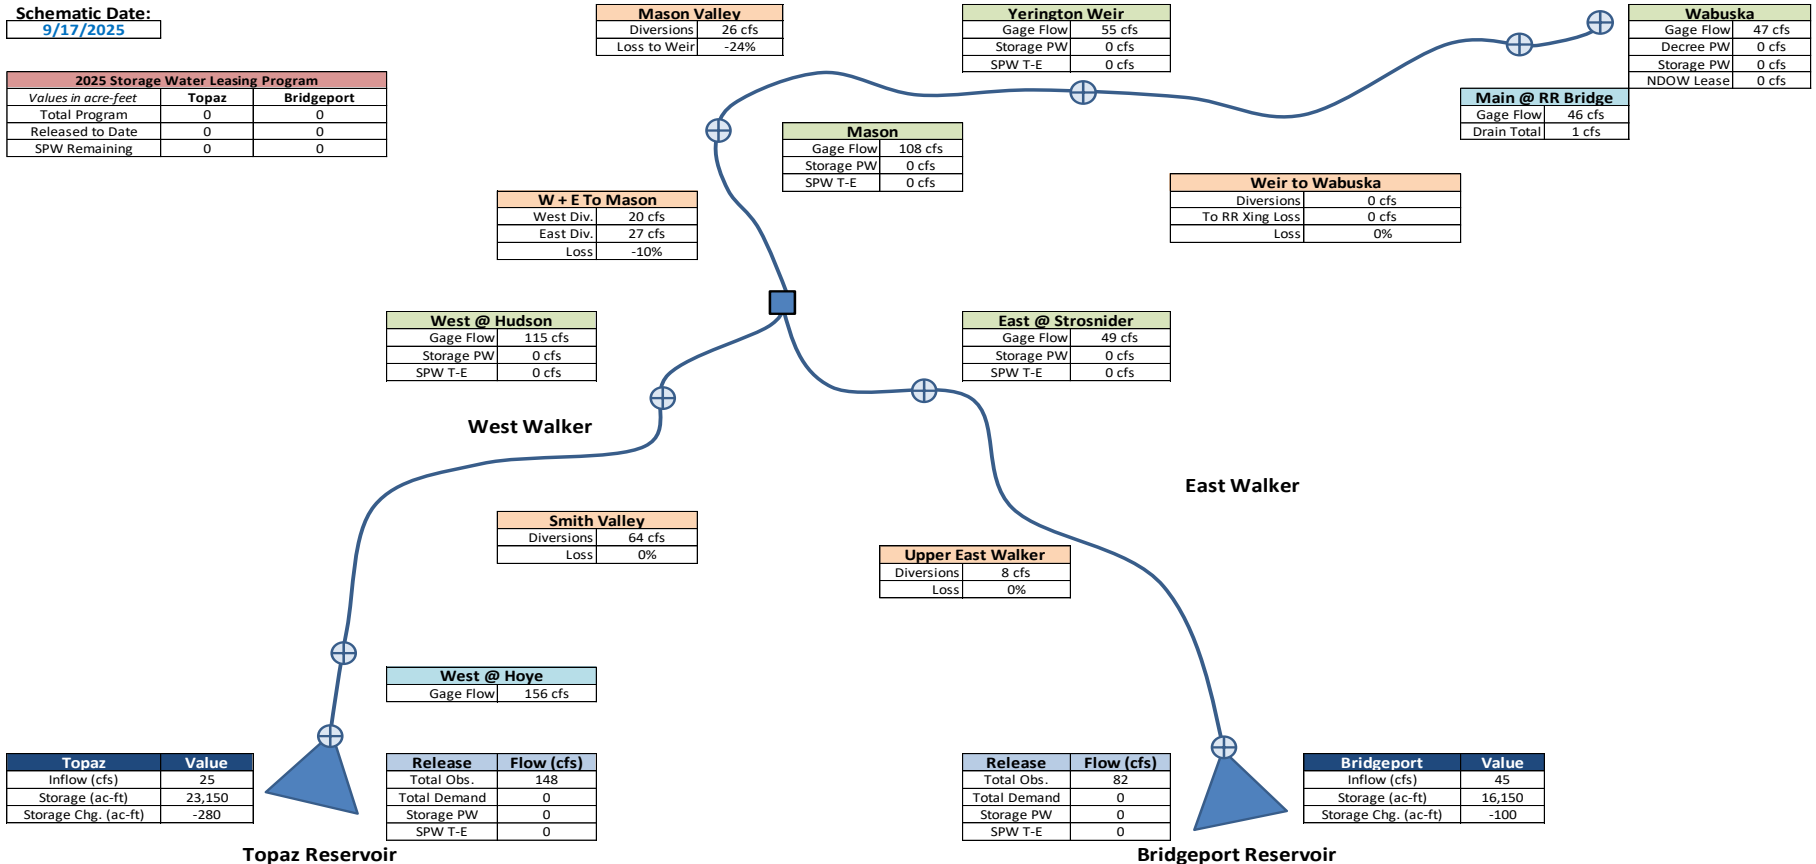 Schematic Date:
9/17/2025
2025 Storage Water Leasing Program
Values in acre-feet Topaz Bridgeport
Total Program 0 0
Released to Date 0 0
SPW Remaining 0 0
Mason Valley
Diversions 26 cfs
Loss to Weir -24%
Yerington Weir
Gage Flow 55 cfs
Storage PW 0 cfs
SPW T-E 0 cfs
Wabuska
Gage Flow 47 cfs
Decree PW 0 cfs
Storage PW 0 cfs
NDOW Lease 0 cfs
Main @ RR Bridge
Gage Flow 46 cfs
Drain Total 1 cfs
Mason
Gage Flow 108 cfs
Storage PW 0 cfs
SPW T-E 0 cfs
W + E To Mason
West Div. 20 cfs
East Div. 27 cfs
Loss -10%
Weir to Wabuska
Diversions 0 cfs
To RR Xing Loss 0 cfs
Loss 0%
West @ Hudson
Gage Flow 115 cfs
Storage PW 0 cfs
SPW T-E 0 cfs
East @ Strosnider
Gage Flow 49 cfs
Storage PW 0 cfs
SPW T-E 0 cfs
West Walker
East Walker
Smith Valley
Diversions 64 cfs
Loss 0%
Upper East Walker
Diversions 8 cfs
Loss 0%
West @ Hoye
Gage Flow 156 cfs
Topaz Value
Inflow (cfs) 25
Storage (ac-ft) 23,150
Storage Chg. (ac-ft) -280
Release Flow (cfs)
Total Obs. 148
Total Demand 0
Storage PW 0
SPW T-E 0
Release Flow (cfs)
Total Obs. 82
Total Demand 0
Storage PW 0
SPW T-E 0
Bridgeport Value
Inflow (cfs) 45
Storage (ac-ft) 16,150
Storage Chg. (ac-ft) -100
Topaz Reservoir
Bridgeport Reservoir